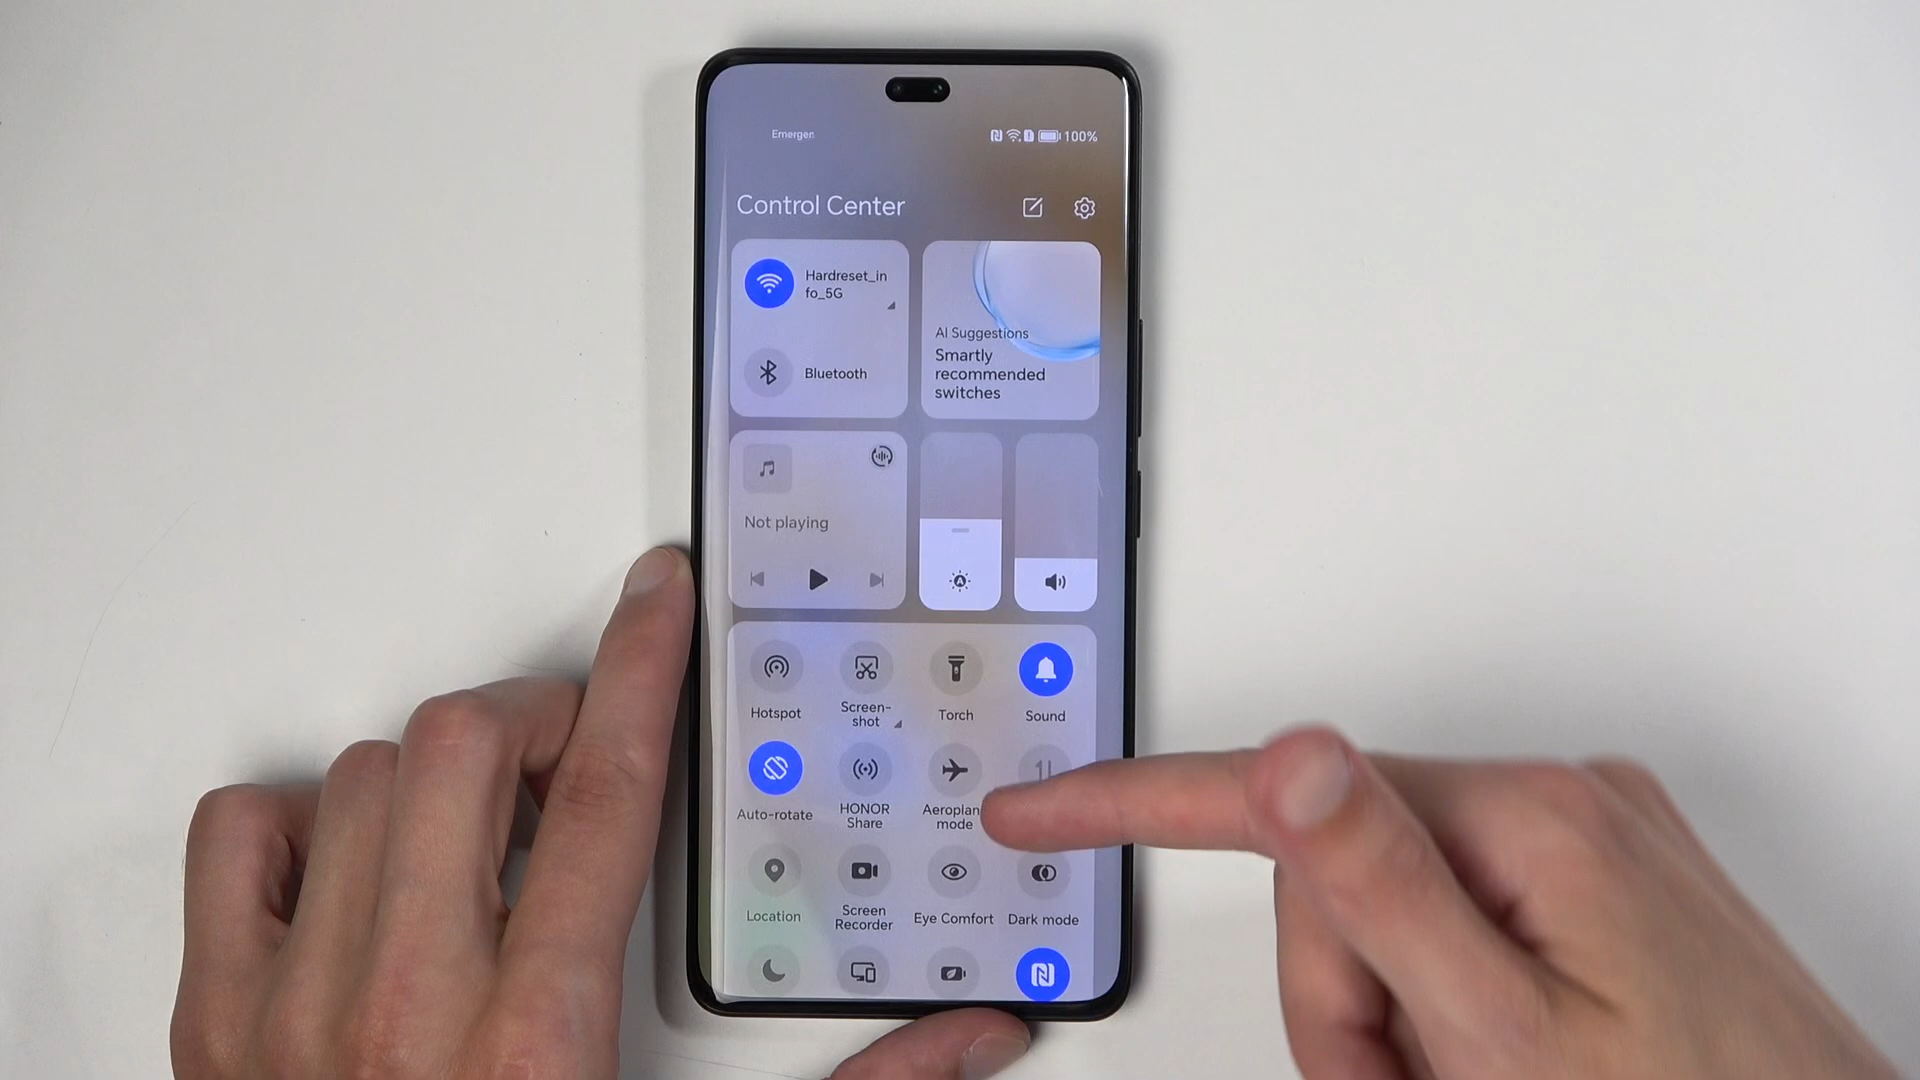 Emergen
100%
Control Center
Hardreset_in
fo_5G
Bluetooth
AI Suggestions
Smartly
recommended
switches
Not playing
Hotspot
Screen-
shot
Torch
Sound
Auto-rotate
HONOR
Share
Aeroplan
mode
Location
Screen
Recorder
Eye Comfort
Dark mode